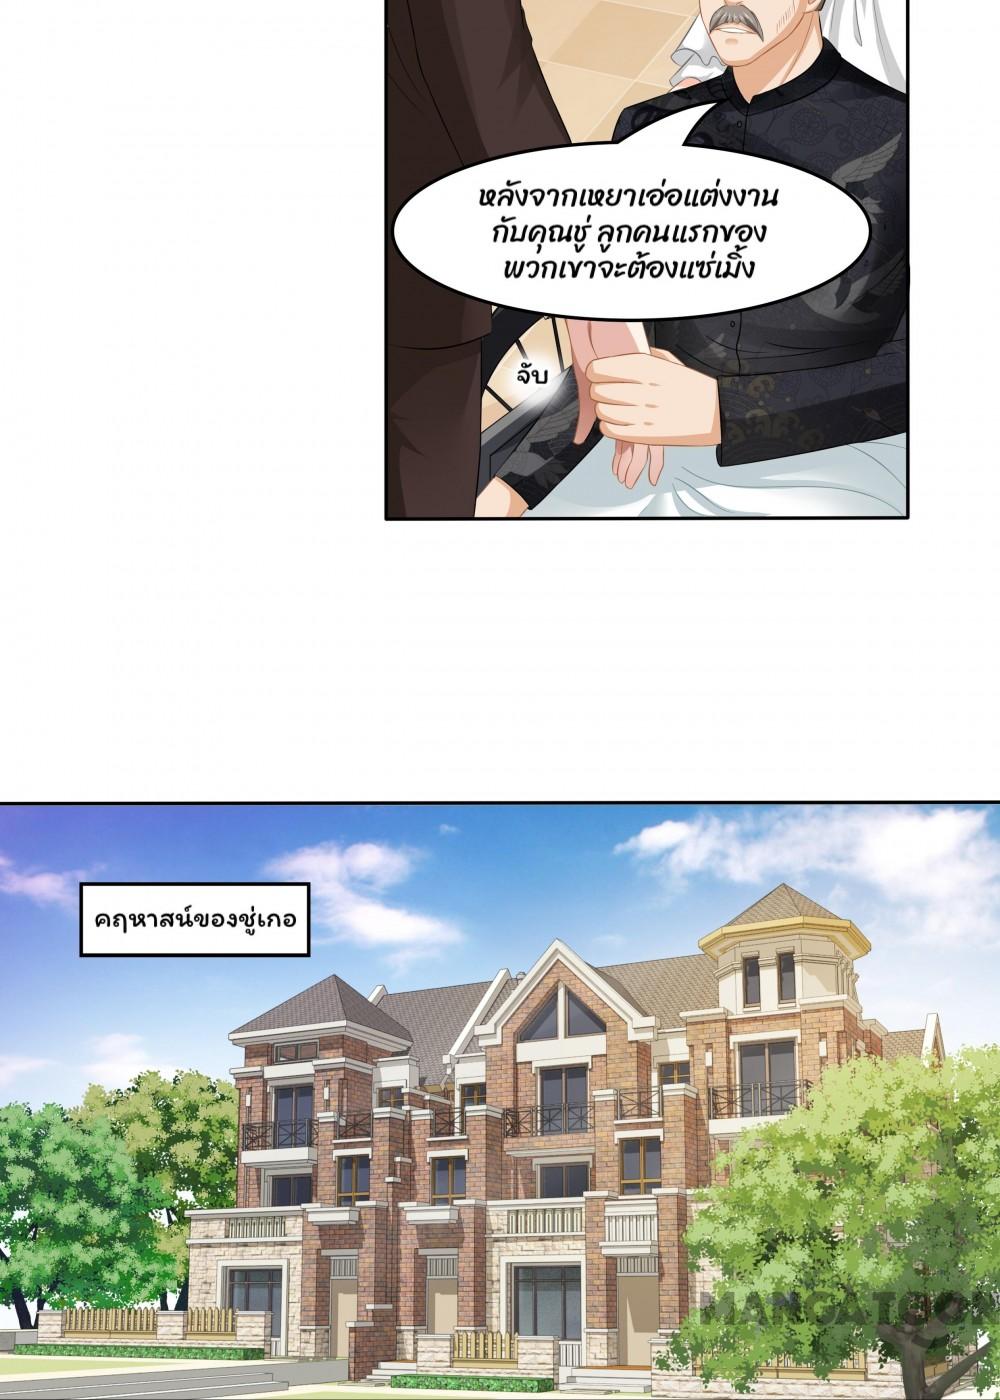 หลังจากเหยาเอ่อแต่งงาน
กับคุณชู่ ลูกคนแรกของ
พวกเขาจะต้องแซ่เมิ้ง
จับ
คฤหาสน์ของชู่เกอ
MANGATOON